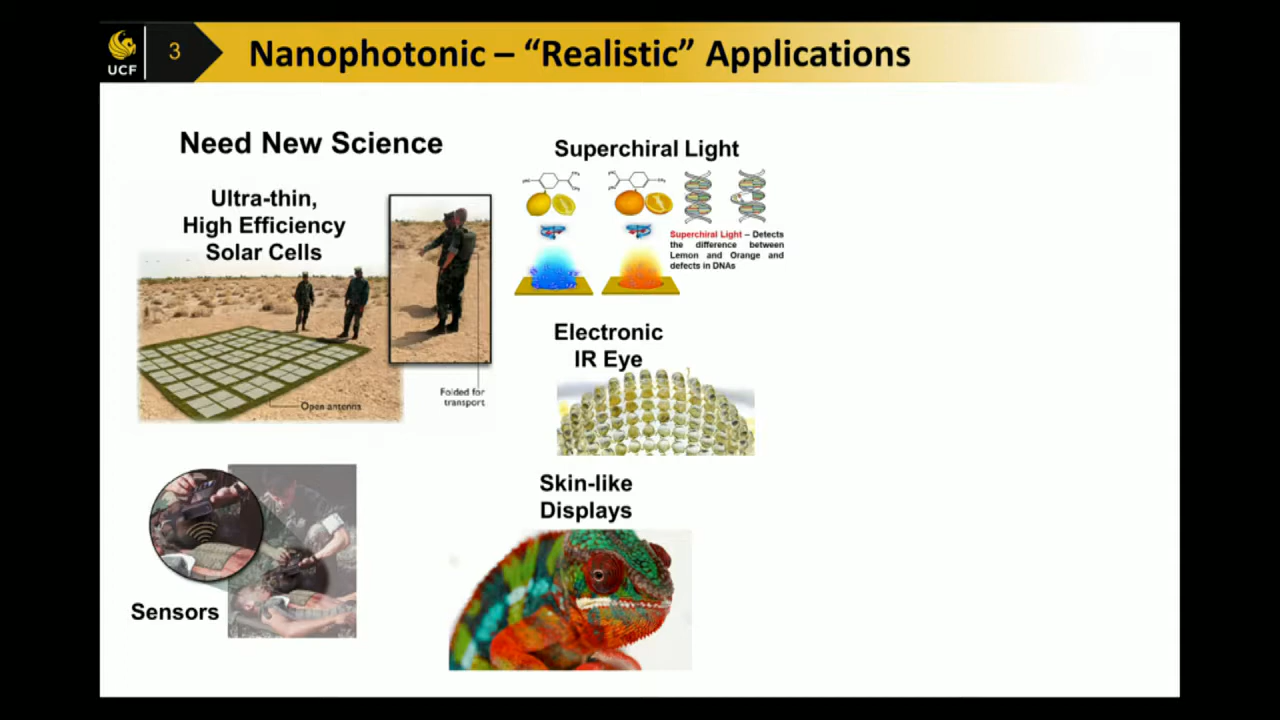 UCF
3
Nanophotonic – “Realistic” Applications
Need New Science
Ultra-thin,
High Efficiency
Solar Cells
Open antenna
Folded for
transport
Sensors
Superchiral Light
Superchiral Light – Detects
the difference between
Lemon and Orange and
defects in DNAs
Electronic
IR Eye
Skin-like
Displays